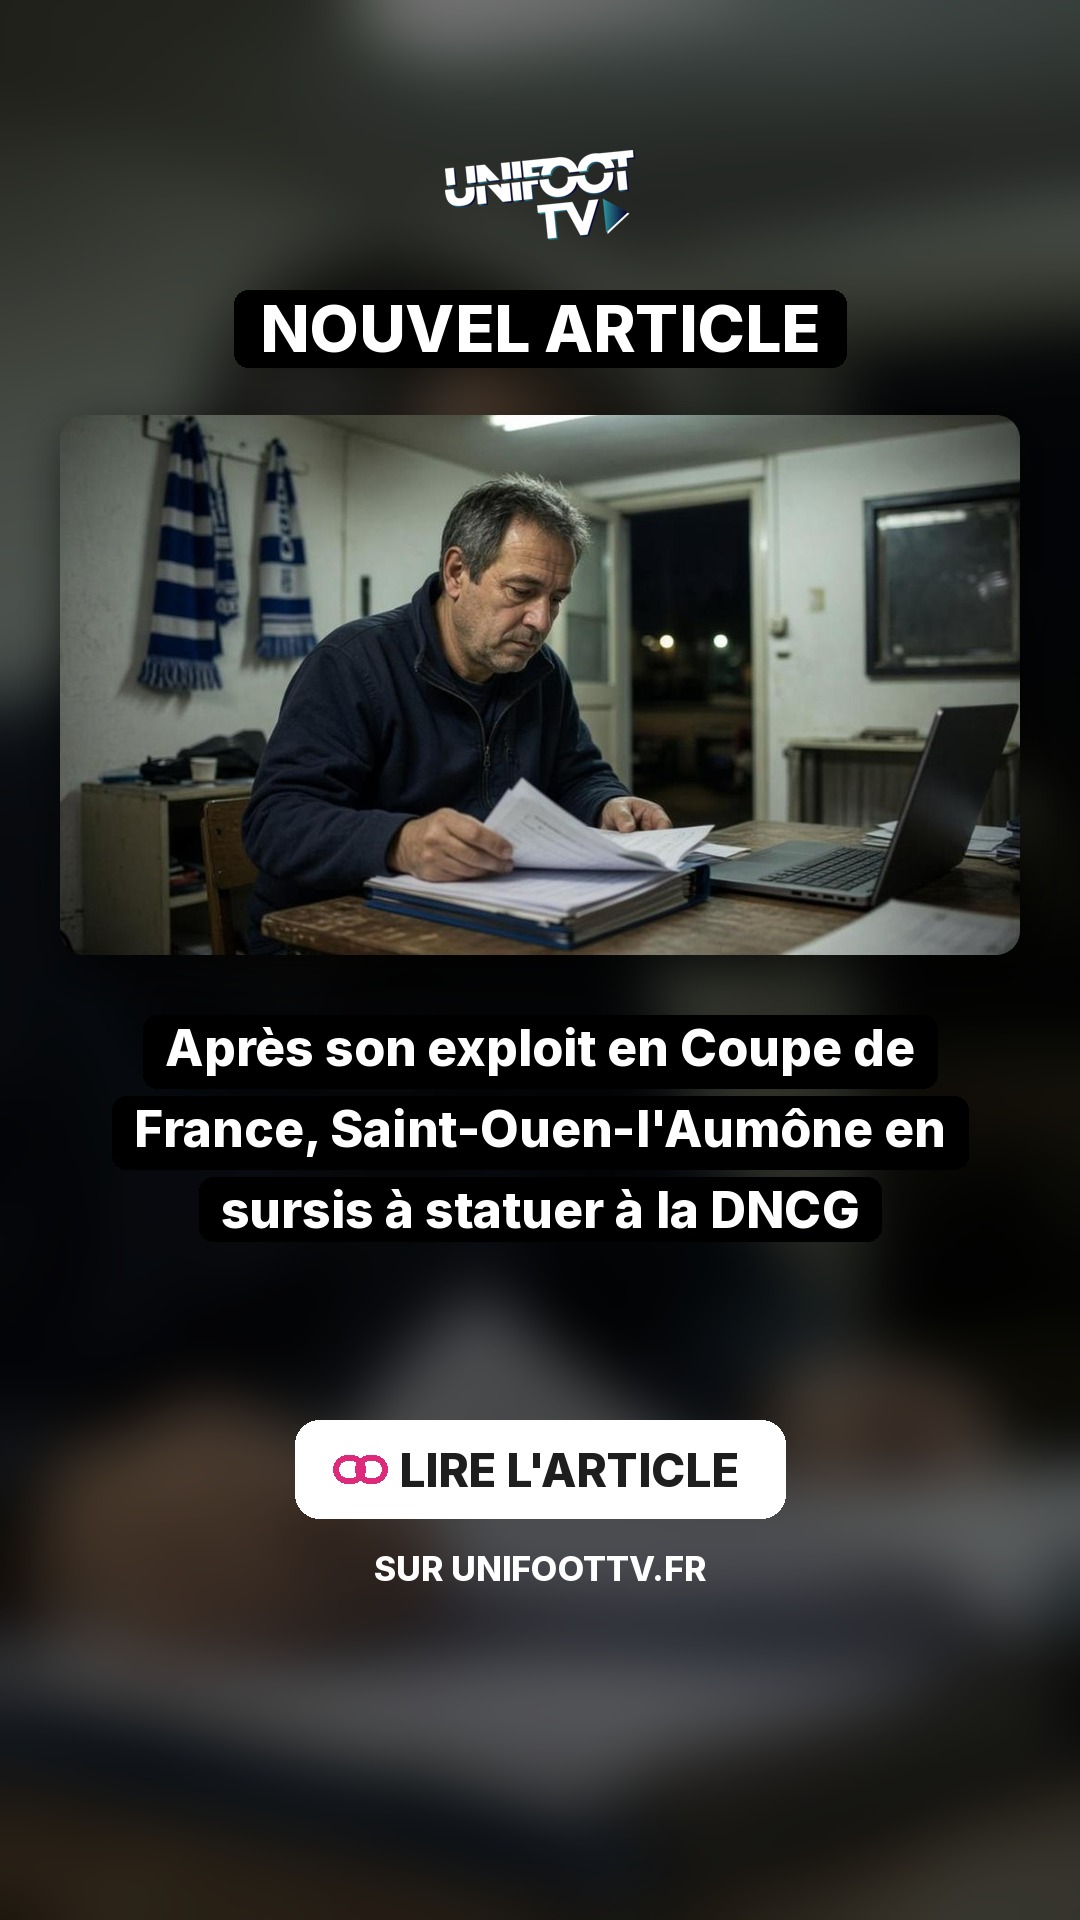 UNIFOOT
TV
NOUVEL ARTICLE
Après son exploit en Coupe de
France, Saint-Ouen-l'Aumône en
sursis à statuer à la DNCG
LIRE L'ARTICLE
SUR UNIFOOTTV.FR